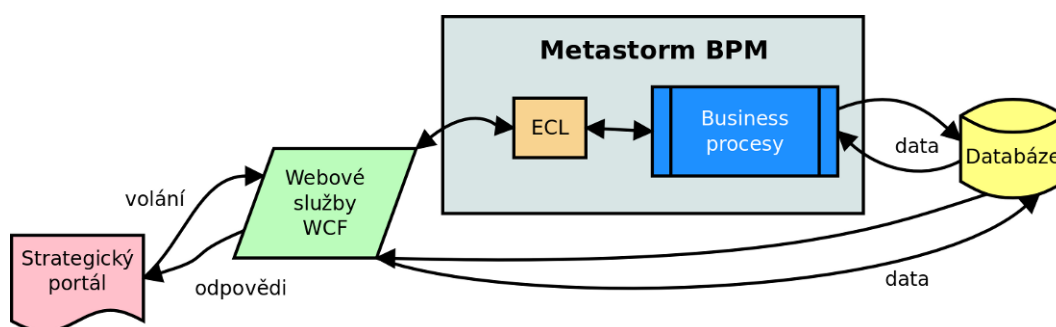 Metastorm BPM
ECL
Business
procesy
data
Databáze
Webové
služby
WCF
volání
odpovědi
Strategický
portál
data